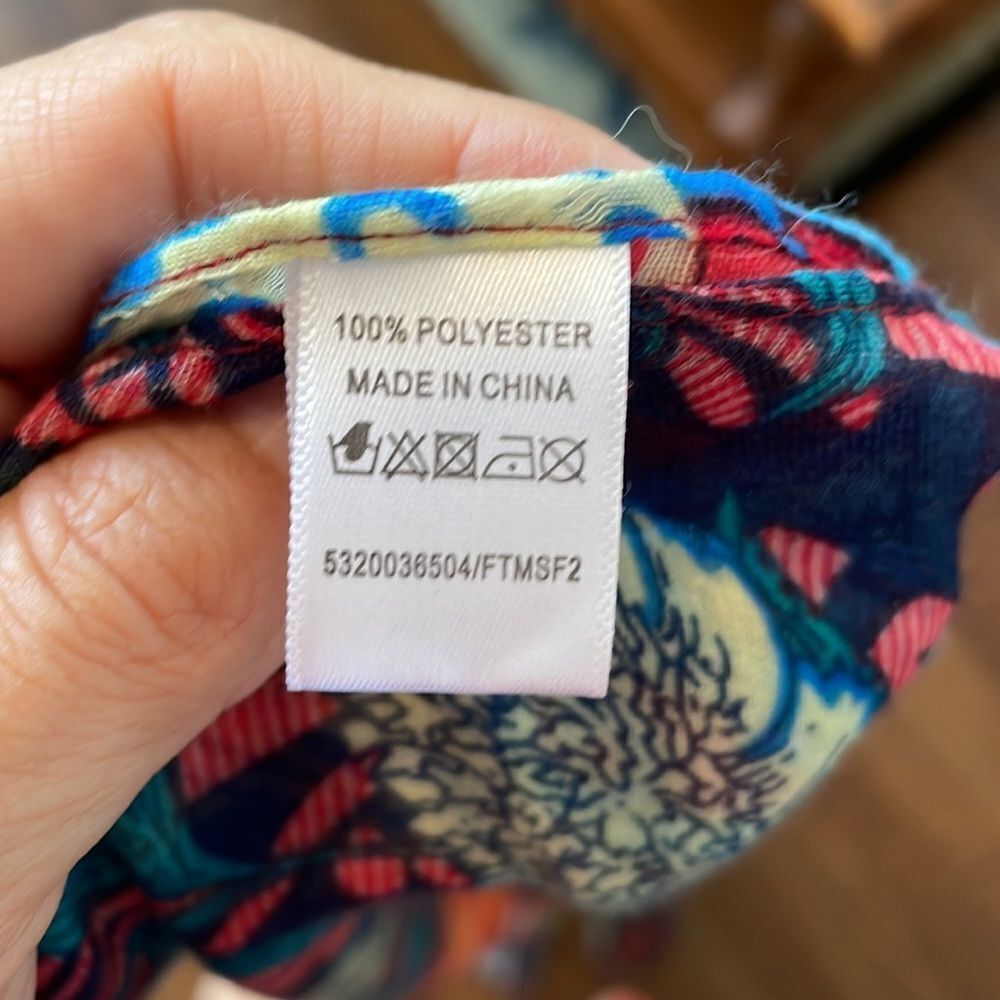 100% POLYESTER
MADE IN CHINA
5320036504/FTMSF2